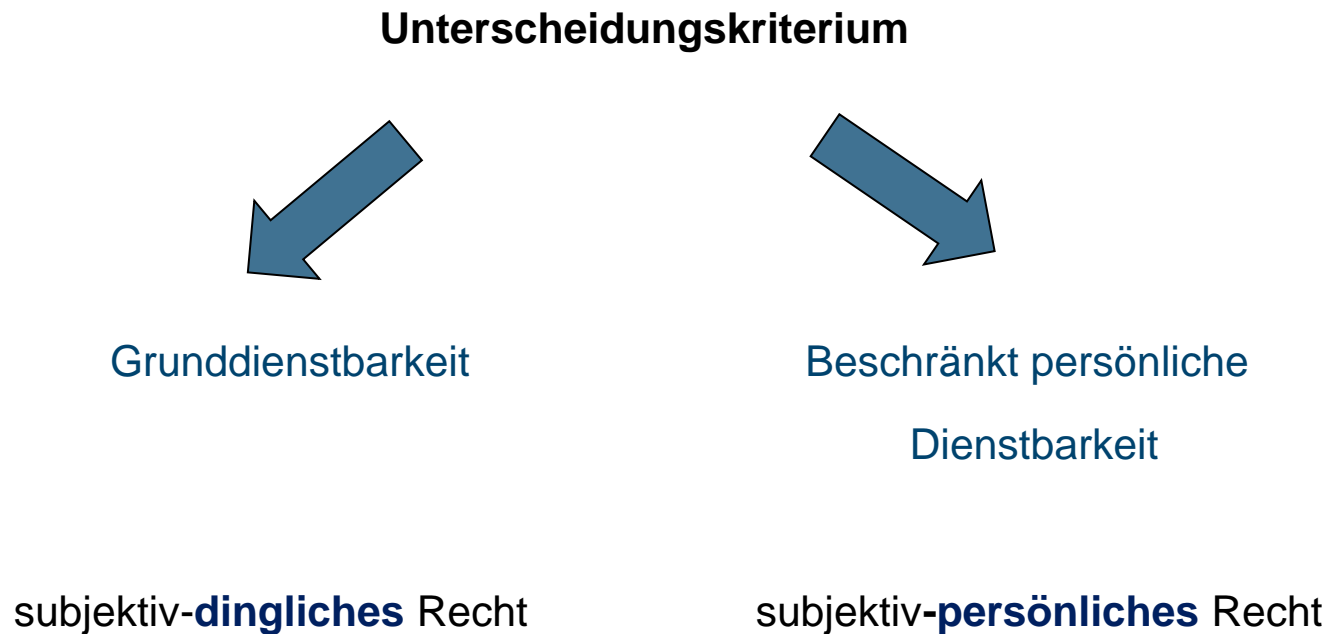 Unterscheidungskriterium
Grunddienstbarkeit
Beschränkt persönliche
Dienstbarkeit
subjektiv-dingliches Recht
subjektiv-persönliches Recht